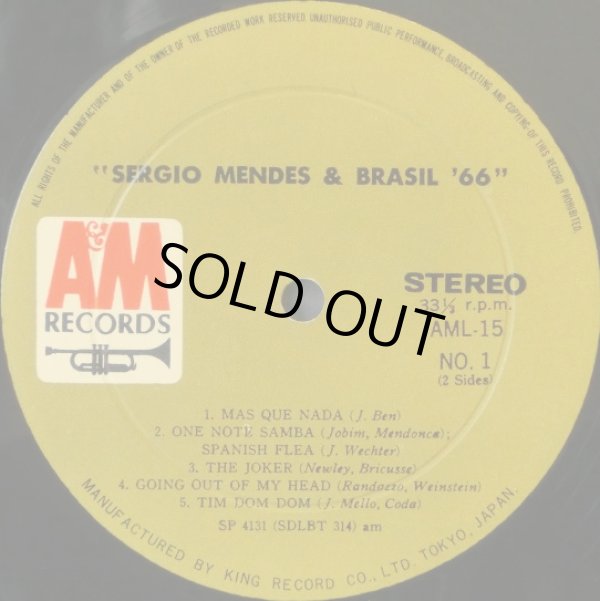 ALL RIGHTS OF THE MANUFACTURER AND OF THE OWNER OF THE RECORDED WORK RESERVED. UNAUTHORISED PUBLIC PERFORMANCE, BROADCASTING AND COPYING OF THIS RECORD PROHIBITED.
"SERGIO MENDES & BRASIL '66"
A&M
RECORDS
SOLD OUT
STEREO
33⅓ r.p.m.
AML-15
NO. 1
(2 Sides)
1. MAS QUE NADA (J. Ben)
2. ONE NOTE SAMBA (Jobim, Mendonca);
SPANISH FLEA (J. Wechter)
3. THE JOKER (Newley, Bricusse)
4. GOING OUT OF MY HEAD (Randazzo, Weinstein)
5. TIM DOM DOM (J. Mello, Coda)
SP 4131 (SDLBT 314) am
MANUFACTURED BY KING RECORD CO., LTD. TOKYO, JAPAN.